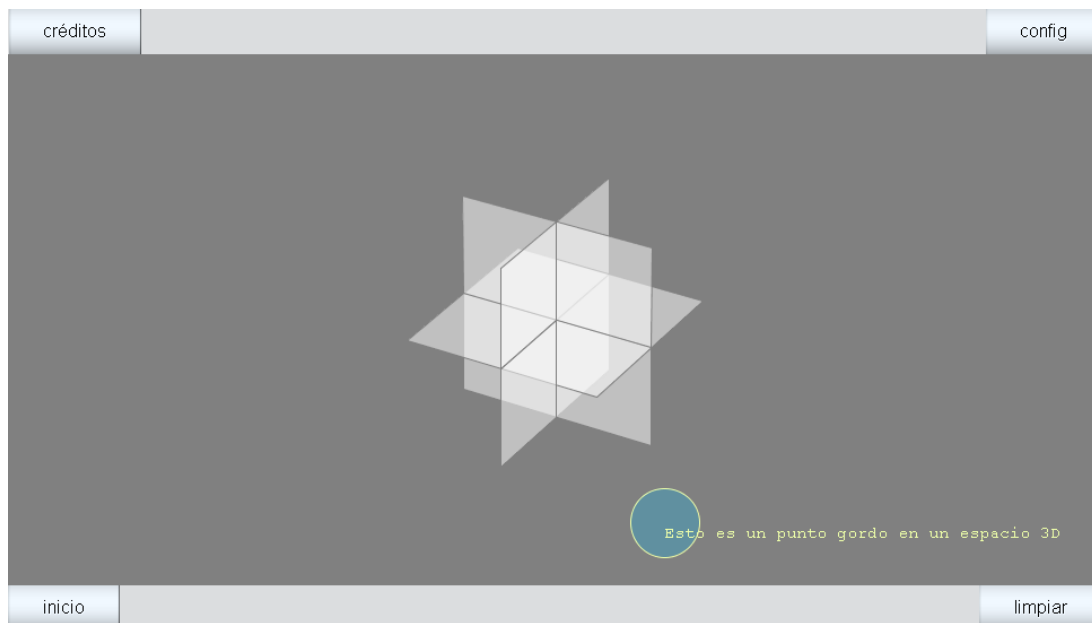 créditos
config
Esto es un punto gordo en un espacio 3D
inicio
limpiar